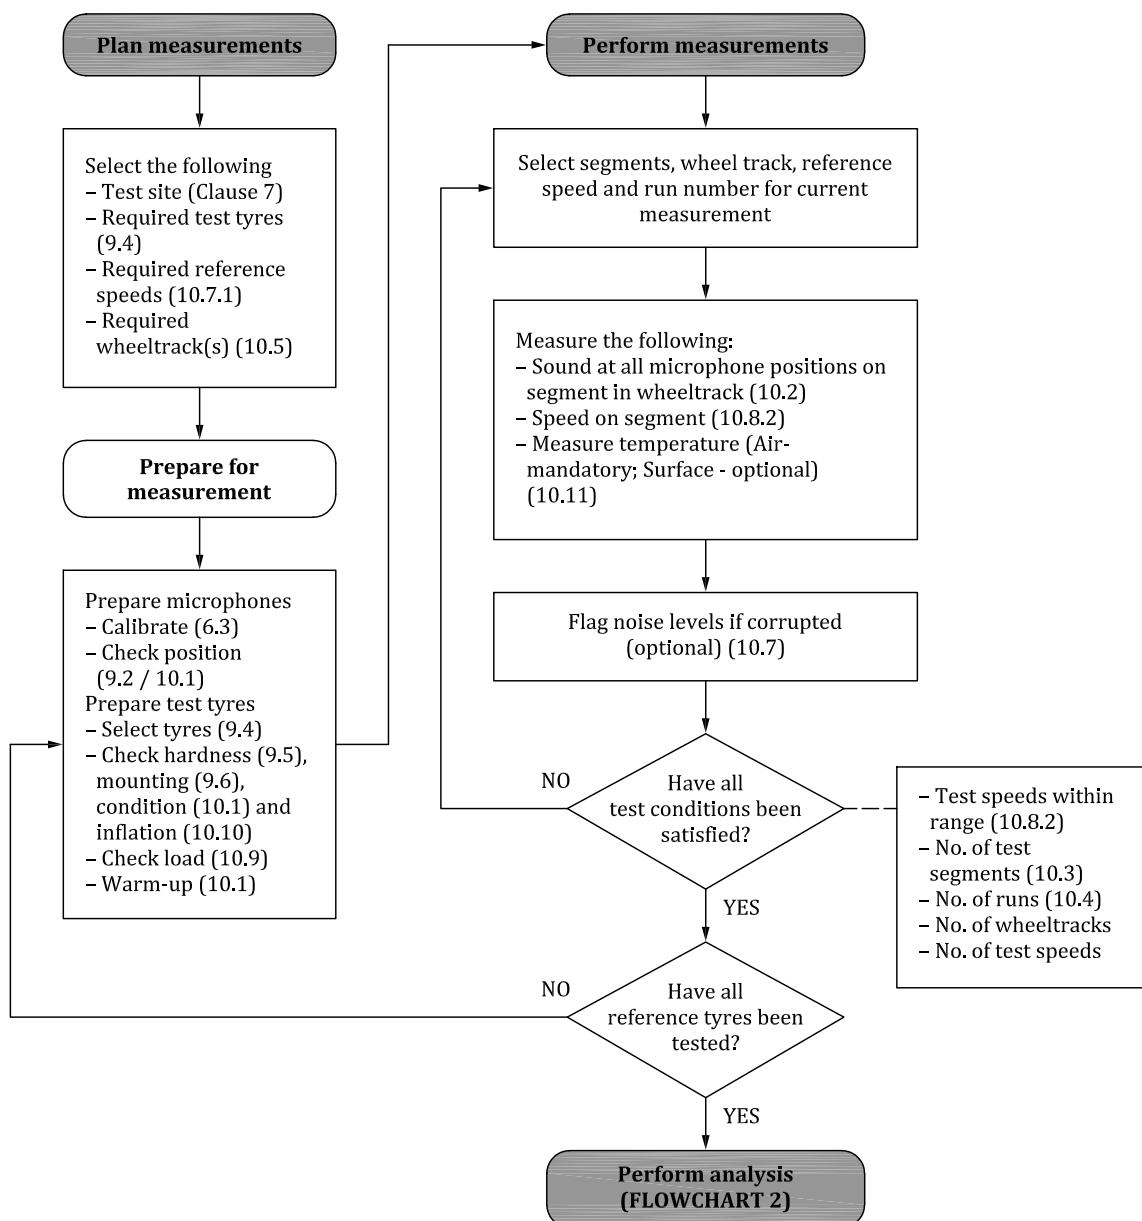 Plan measurements
Select the following
– Test site (Clause 7)
– Required test tyres
(9.4)
– Required reference
speeds (10.7.1)
– Required
wheeltrack(s) (10.5)
Prepare for
measurement
Prepare microphones
– Calibrate (6.3)
– Check position
(9.2 / 10.1)
Prepare test tyres
– Select tyres (9.4)
– Check hardness (9.5),
mounting (9.6),
condition (10.1) and
inflation (10.10)
– Check load (10.9)
– Warm-up (10.1)
Perform measurements
Select segments, wheel track, reference
speed and run number for current
measurement
Measure the following:
– Sound at all microphone positions on
segment in wheeltrack (10.2)
– Speed on segment (10.8.2)
– Measure temperature (Air-
mandatory; Surface - optional)
(10.11)
Flag noise levels if corrupted
(optional) (10.7)
NO
Have all
test conditions been
satisfied?
– Test speeds within
range (10.8.2)
– No. of test
segments (10.3)
– No. of runs (10.4)
– No. of wheeltracks
– No. of test speeds
YES
NO
Have all
reference tyres been
tested?
YES
Perform analysis
(FLOWCHART 2)